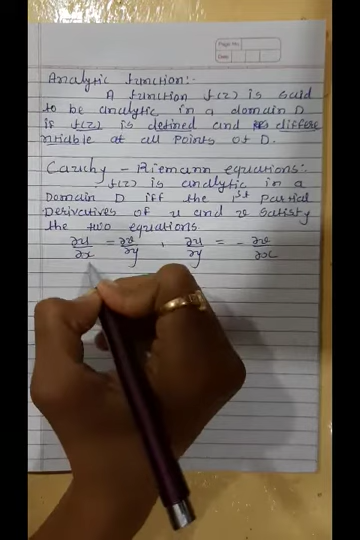 Page No.
Date
Analytic function:-
A function f(z) is said
to be analytic in a domain D
if f(z) is defined and differe
ntiable at all points of D.
Cauchy - Riemann equations:-
f(z) is analytic in a
Domain D iff the 1st partial
Derivatives of u and v satisfy
the two equations
∂u/∂x = ∂v/∂y , ∂u/∂y = - ∂v/∂x